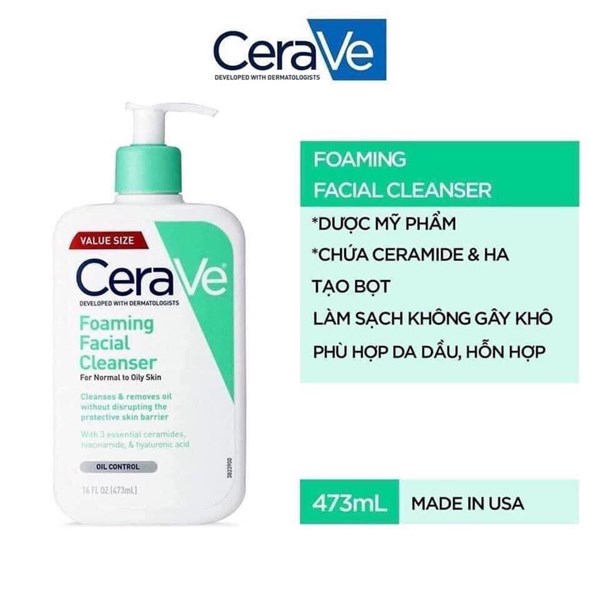 CeraVe
DEVELOPED WITH DERMATOLOGISTS
VALUE SIZE
CeraVe®
DEVELOPED WITH DERMATOLOGISTS
Foaming
Facial
Cleanser
For Normal to Oily Skin
Cleanses & removes oil
without disrupting the
protective skin barrier
With 3 essential ceramides,
niacinamide, & hyaluronic acid
OIL CONTROL
16 FL OZ (473mL)
FOAMING
FACIAL CLEANSER
*DƯỢC MỸ PHẨM
*CHỨA CERAMIDE & HA
TẠO BỌT
LÀM SẠCH KHÔNG GÂY KHÔ
PHÙ HỢP DA DẦU, HỖN HỢP
473mL
MADE IN USA